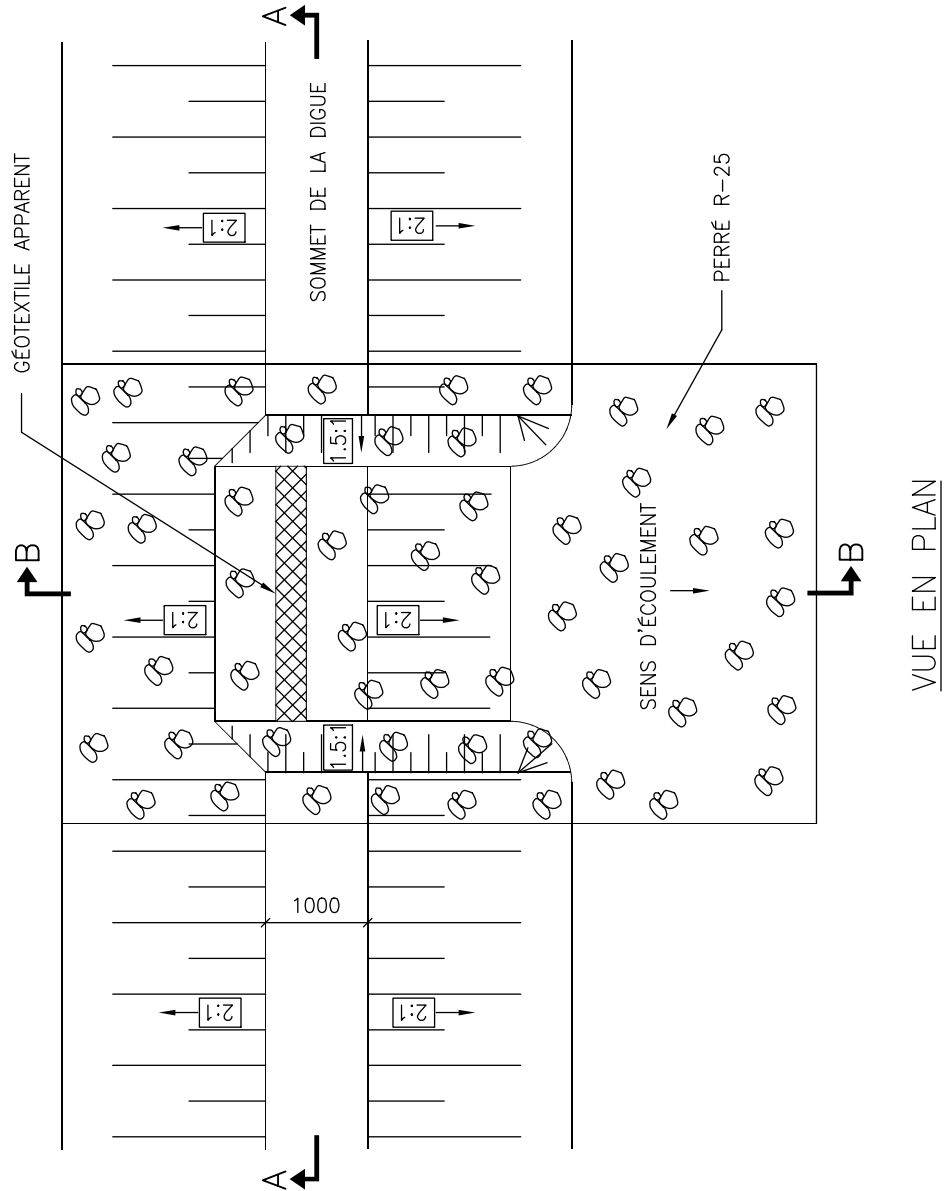 GÉOTEXTILE APPARENT
B
B
A
A
2:1
2:1
2:1
2:1
2:1
2:1
1.5:1
1.5:1
1000
SOMMET DE LA DIGUE
SENS D'ÉCOULEMENT
PERRÉ R-25
VUE EN PLAN